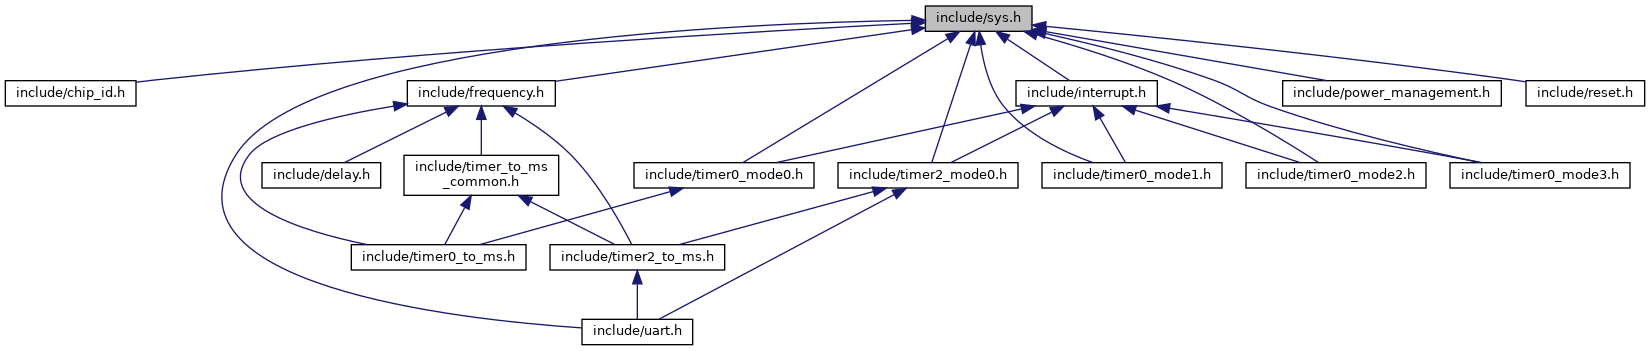 include/sys.h
include/chip_id.h
include/frequency.h
include/interrupt.h
include/power_management.h
include/reset.h
include/delay.h
include/timer_to_ms
_common.h
include/timer0_mode0.h
include/timer2_mode0.h
include/timer0_mode1.h
include/timer0_mode2.h
include/timer0_mode3.h
include/timer0_to_ms.h
include/timer2_to_ms.h
include/uart.h